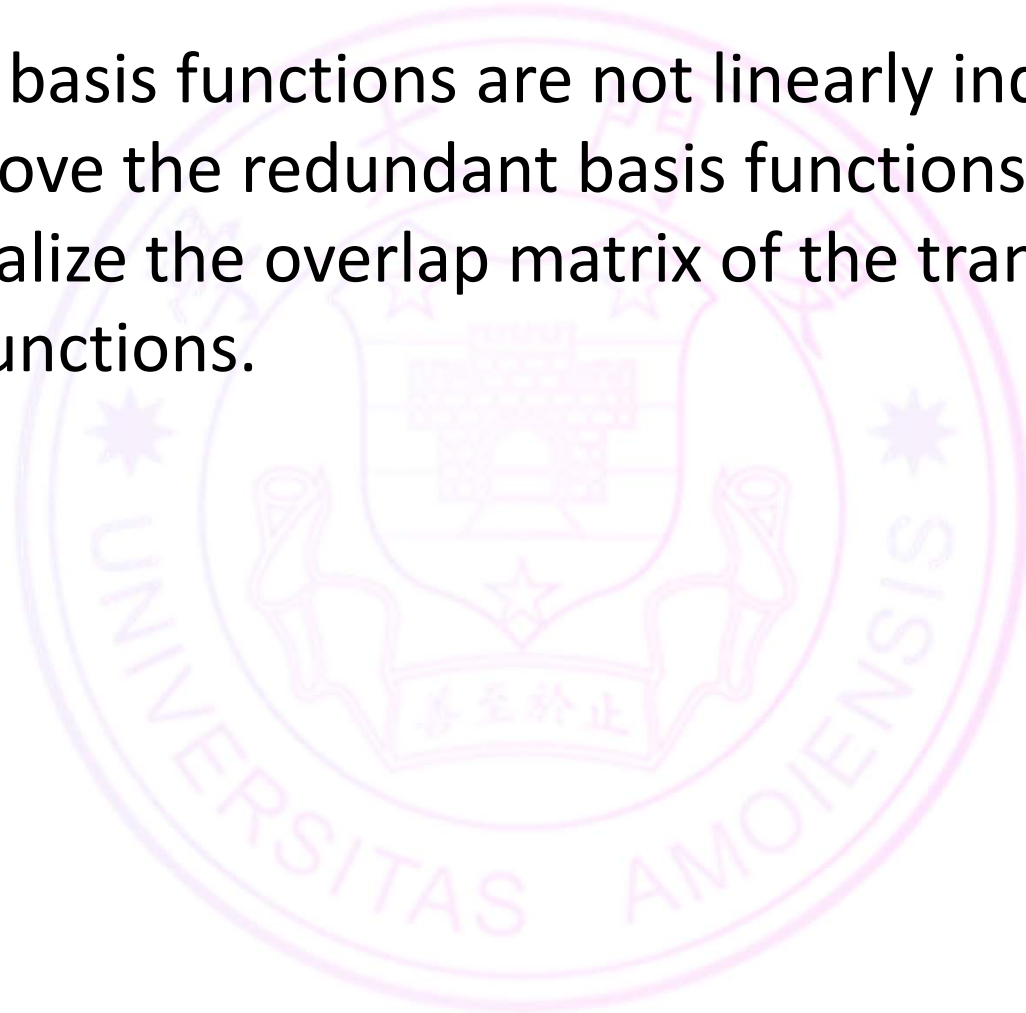 basis functions are not linearly inc
ove the redundant basis functions
alize the overlap matrix of the trar
unctions.
UNIVERSITAS AMOIENSIS